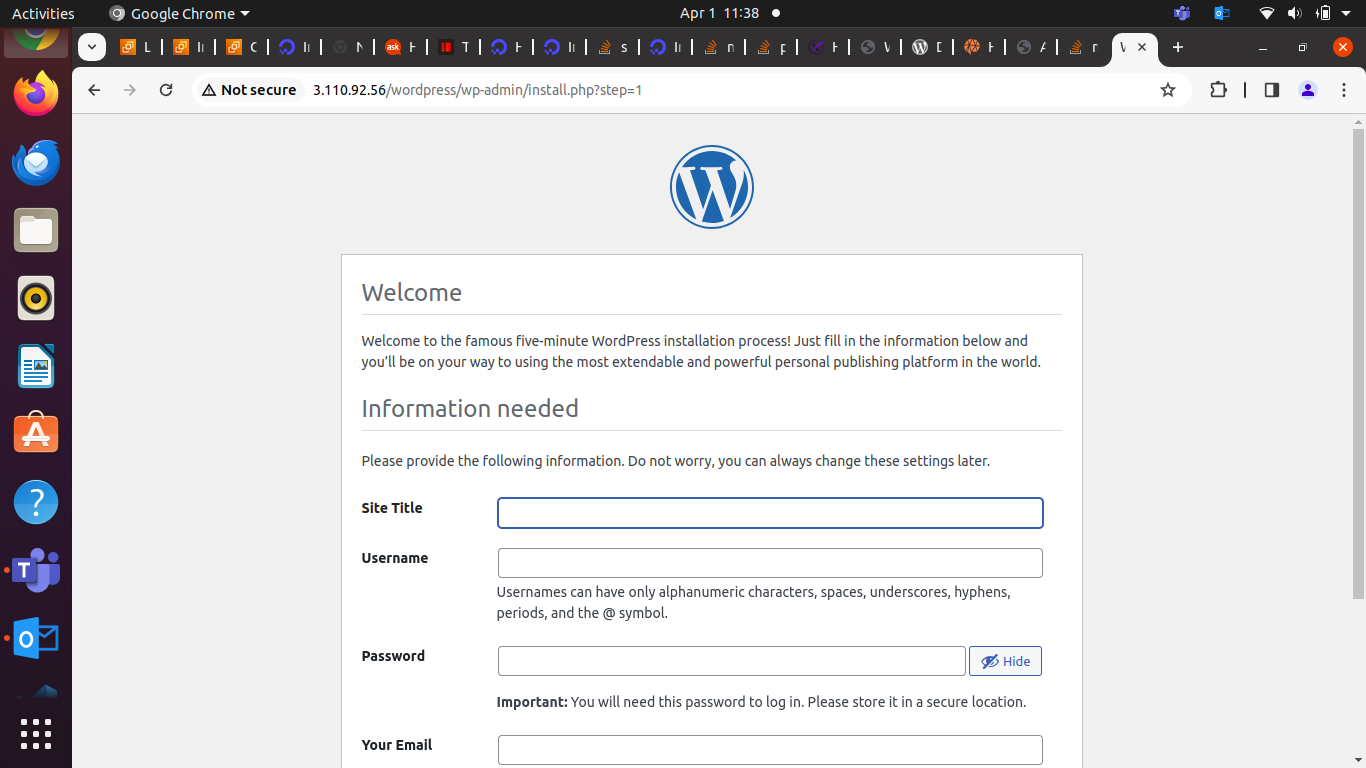 Activities
Google Chrome
Apr 1 11:38
ask
Not secure
3.110.92.56/wordpress/wp-admin/install.php?step=1
W
Welcome
Welcome to the famous five-minute WordPress installation process! Just fill in the information below and
you’ll be on your way to using the most extendable and powerful personal publishing platform in the world.
Information needed
Please provide the following information. Do not worry, you can always change these settings later.
Site Title
Username
Usernames can have only alphanumeric characters, spaces, underscores, hyphens,
periods, and the @ symbol.
Password
Hide
Important: You will need this password to log in. Please store it in a secure location.
Your Email